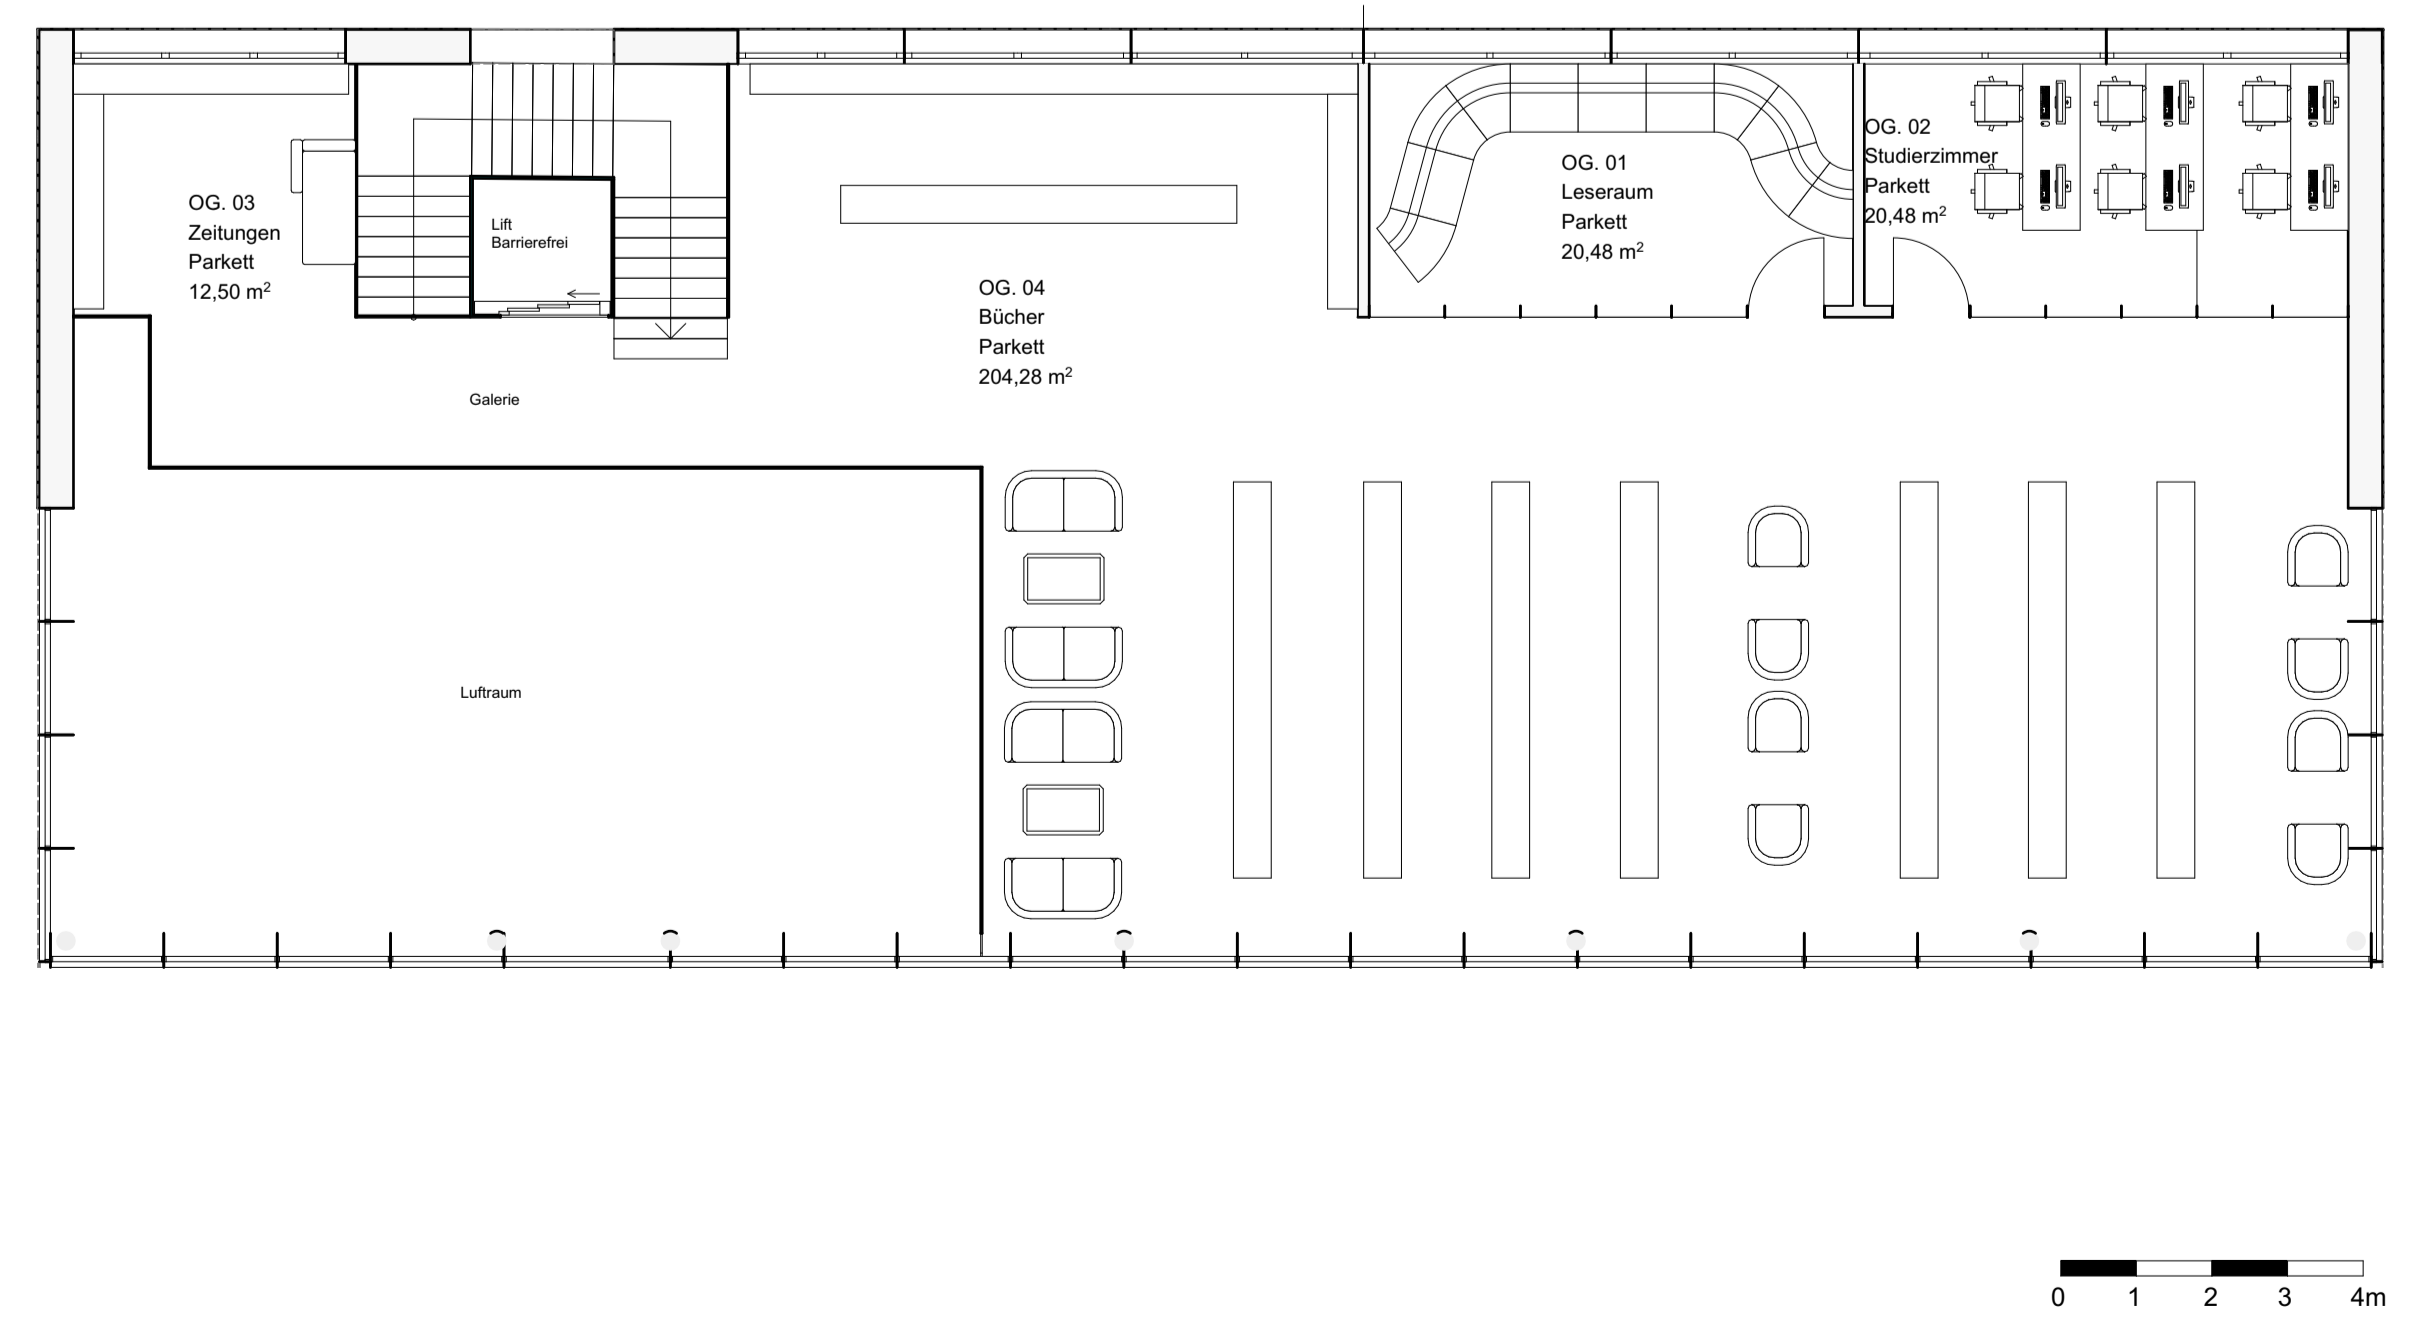 OG. 03
Zeitungen
Parkett
12,50 m²
Lift
Barrierefrei
OG. 04
Bücher
Parkett
204,28 m²
OG. 01
Leseraum
Parkett
20,48 m²
OG. 02
Studierzimmer
Parkett
20,48 m²
Galerie
Luftraum
0 1 2 3 4m